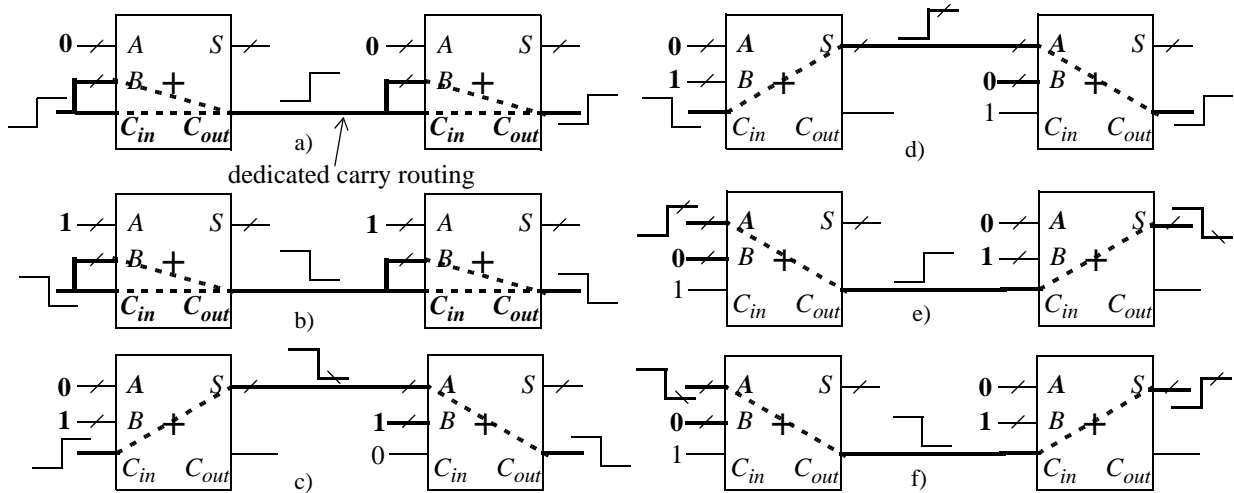 0 A S 0 A S
B + B +
C_in C_out C_in C_out
a)
dedicated carry routing
1 A S 1 A S
B + B +
C_in C_out C_in C_out
b)
0 A S A S
1 B + 1 B +
C_in C_out 0 C_in C_out
c)
0 A S A S
1 B + 0 B +
C_in C_out 1 C_in C_out
d)
A S 0 A S
0 B + 1 B +
1 C_in C_out C_in C_out
e)
A S 0 A S
0 B + 1 B +
1 C_in C_out C_in C_out
f)